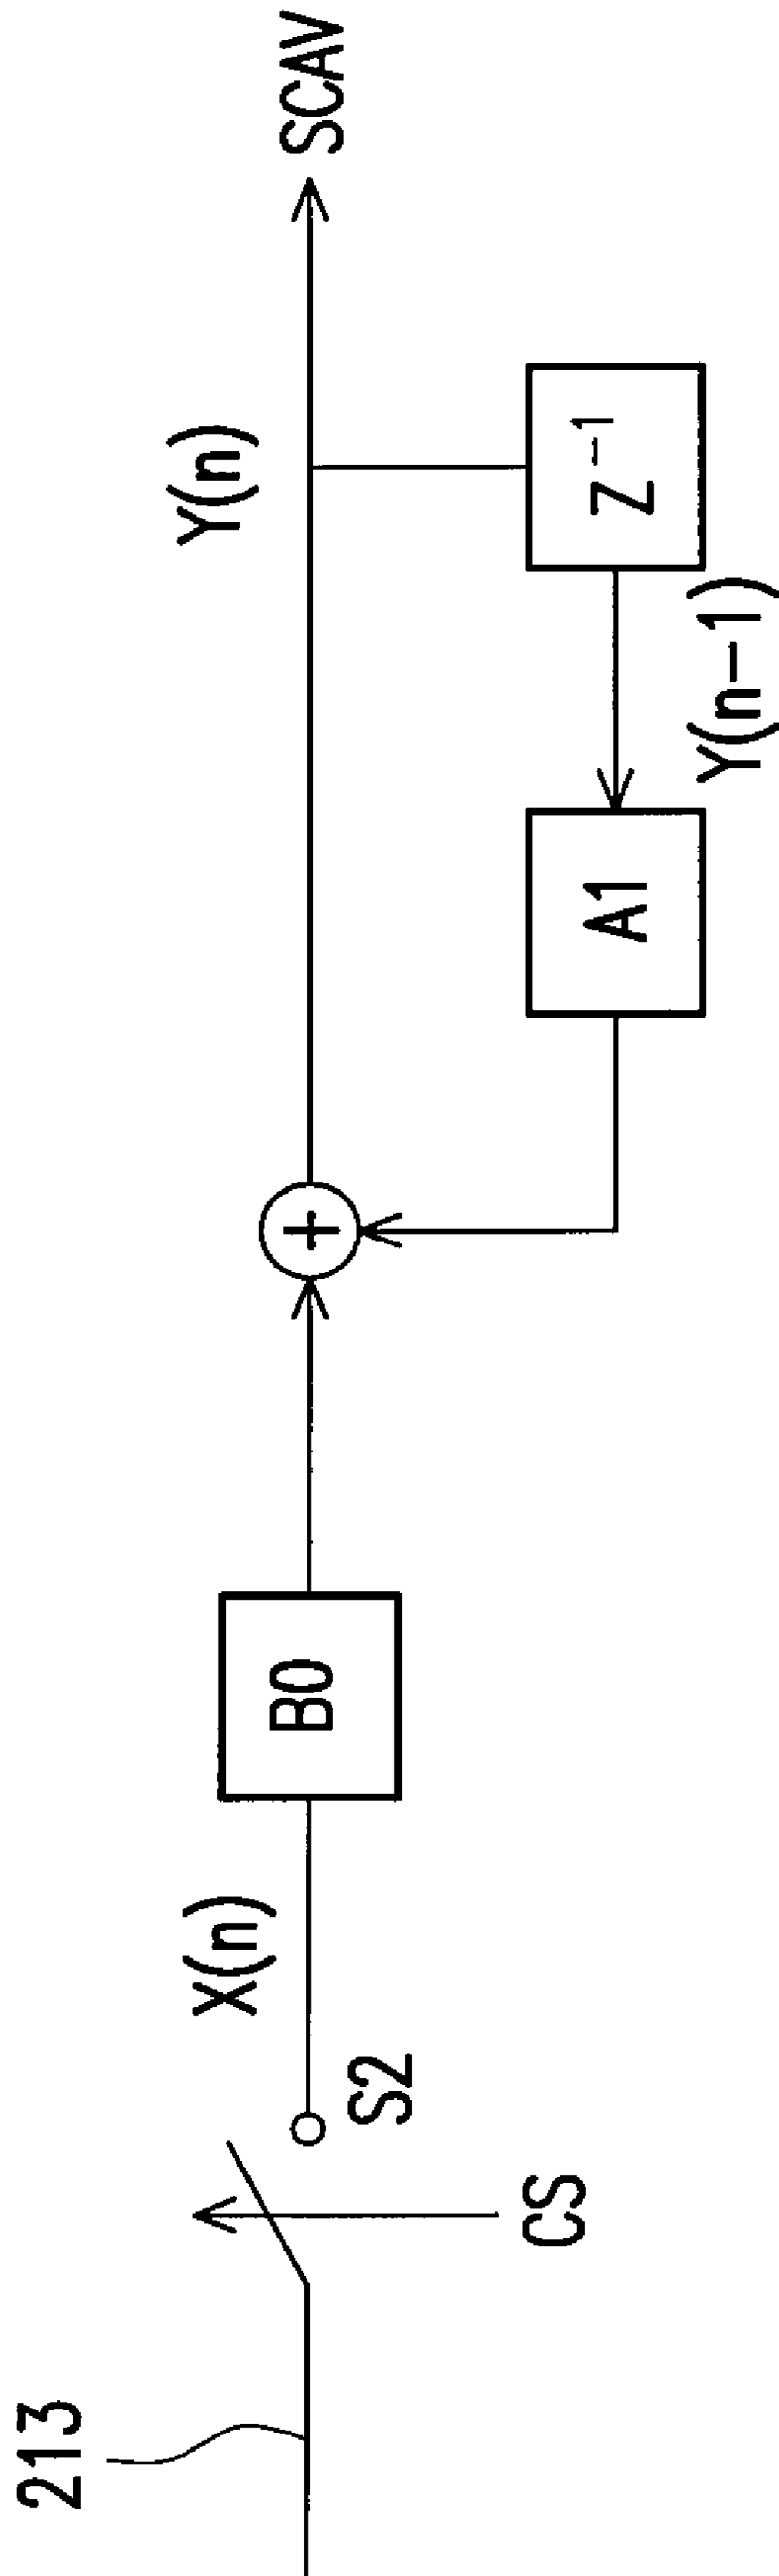 213
CS
S2
X(n)
B0
+
A1
Y(n-1)
Z⁻¹
Y(n)
SCAV